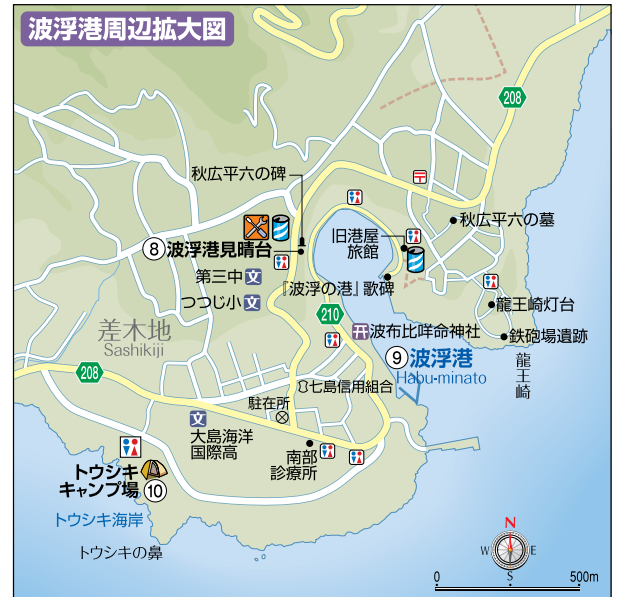 波浮港周辺拡大図
208
秋広平六の碑
秋広平六の墓
旧港屋
旅館
⑧波浮港見晴台
第三中
文
つつじ小
文
『波浮の港』歌碑
龍王崎灯台
210
波布比咩命神社
鉄砲場遺跡
差木地
Sashikiji
⑨波浮港
Habu-minato
龍王崎
208
七島信用組合
駐在所
文
大島海洋
国際高
南部
診療所
トウシキ
キャンプ場
⑩
トウシキ海岸
トウシキの鼻
N
W
E
S
0
500m